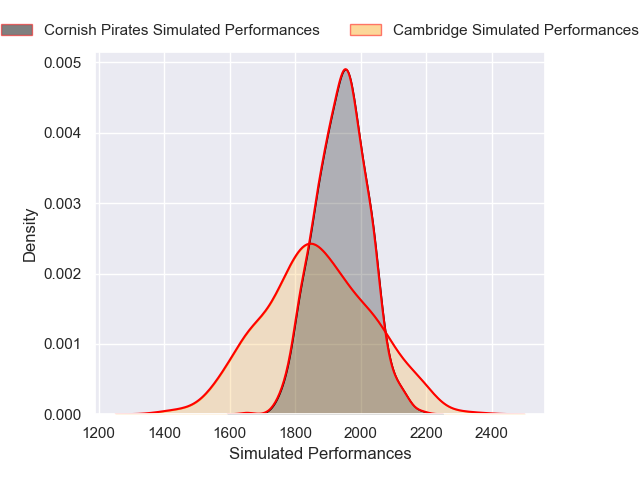 Cornish Pirates Simulated Performances Cambridge Simulated Performances
0.005
0.004
0.003
0.002
0.001
0.000
Density
1200 1400 1600 1800 2000 2200 2400
Simulated Performances